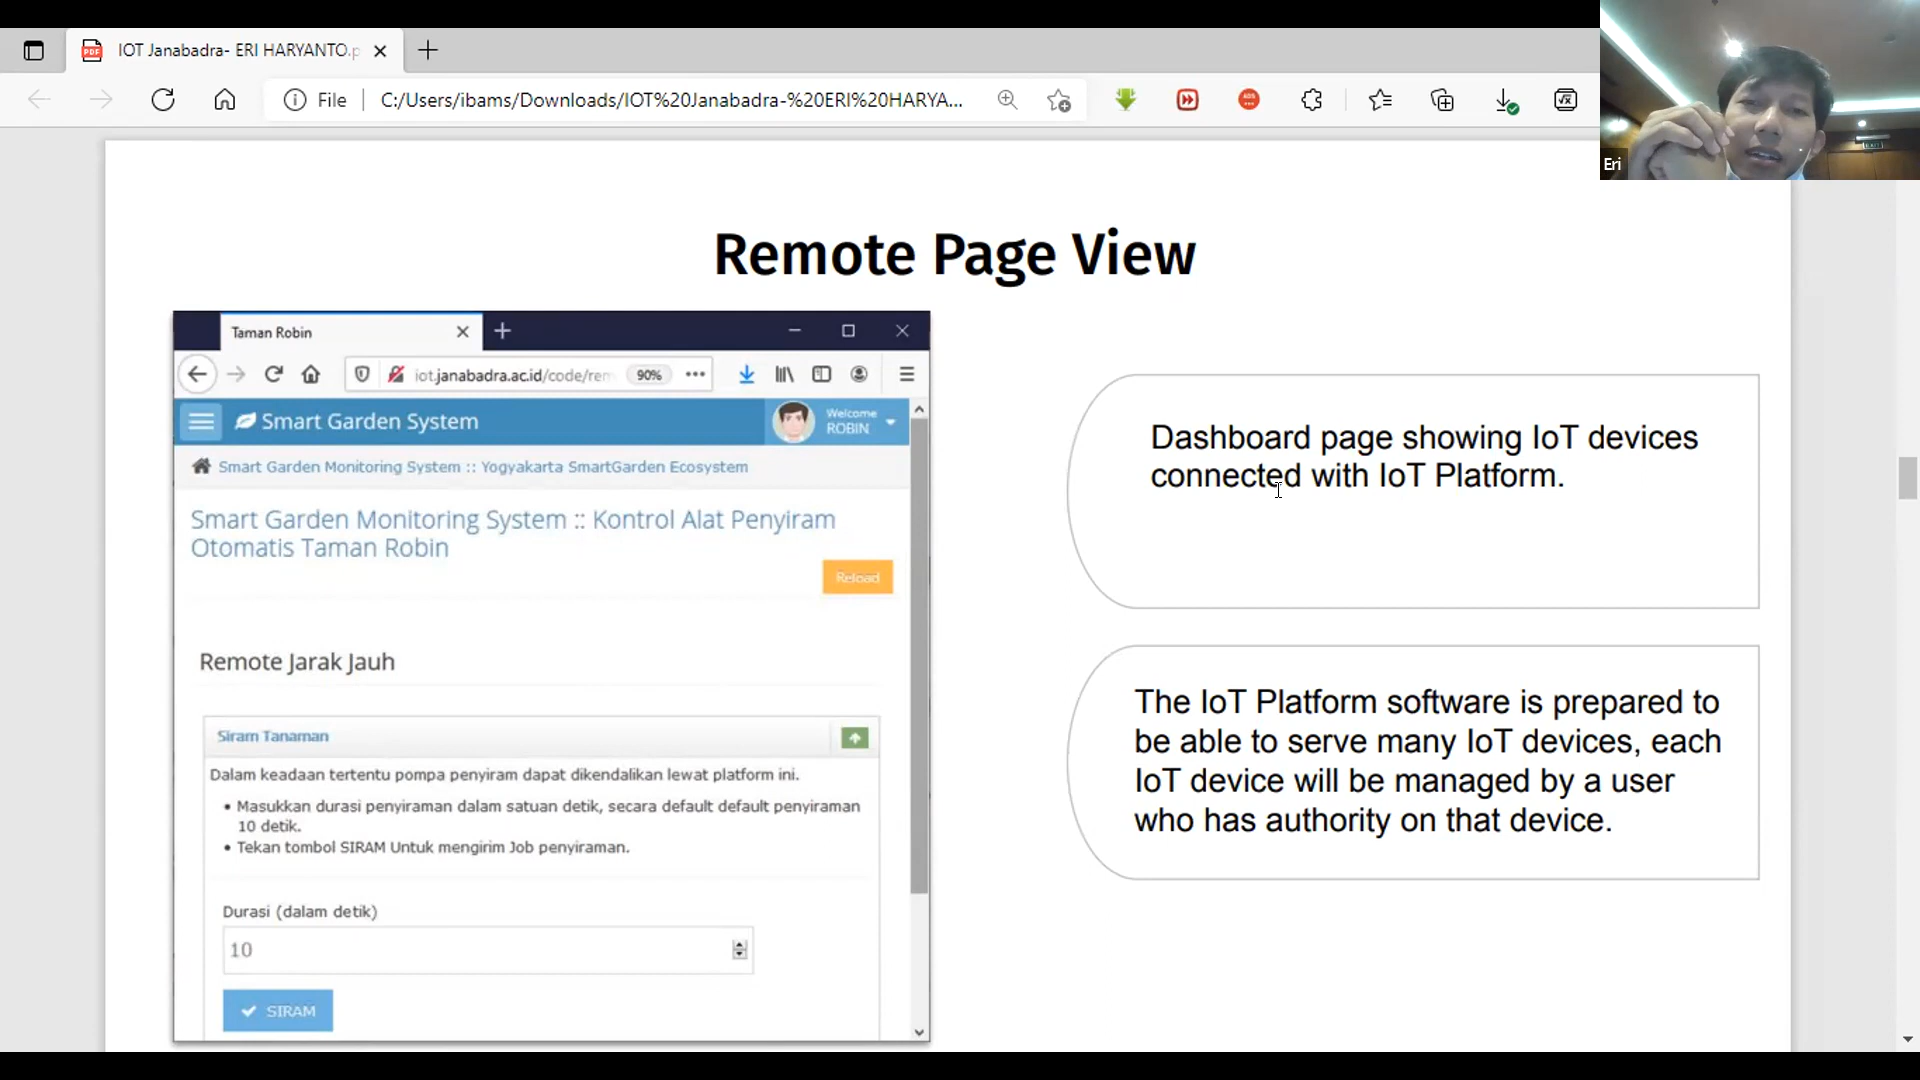 IOT Janabadra- ERI HARYANTO.p
File C:/Users/ibams/Downloads/IOT%20Janabadra-%20ERI%20HARYA...
Eri
Remote Page View
Taman Robin
iot.janabadra.ac.id/code/rem 90%
Smart Garden System
Welcome
ROBIN
Smart Garden Monitoring System :: Yogyakarta SmartGarden Ecosystem
Smart Garden Monitoring System :: Kontrol Alat Penyiram
Otomatis Taman Robin
Reload
Remote Jarak Jauh
Siram Tanaman
Dalam keadaan tertentu pompa penyiram dapat dikendalikan lewat platform ini.
• Masukkan durasi penyiraman dalam satuan detik, secara default default penyiraman
10 detik.
• Tekan tombol SIRAM Untuk mengirim Job penyiraman.
Durasi (dalam detik)
10
SIRAM
Dashboard page showing IoT devices
connected with IoT Platform.
The IoT Platform software is prepared to
be able to serve many IoT devices, each
IoT device will be managed by a user
who has authority on that device.